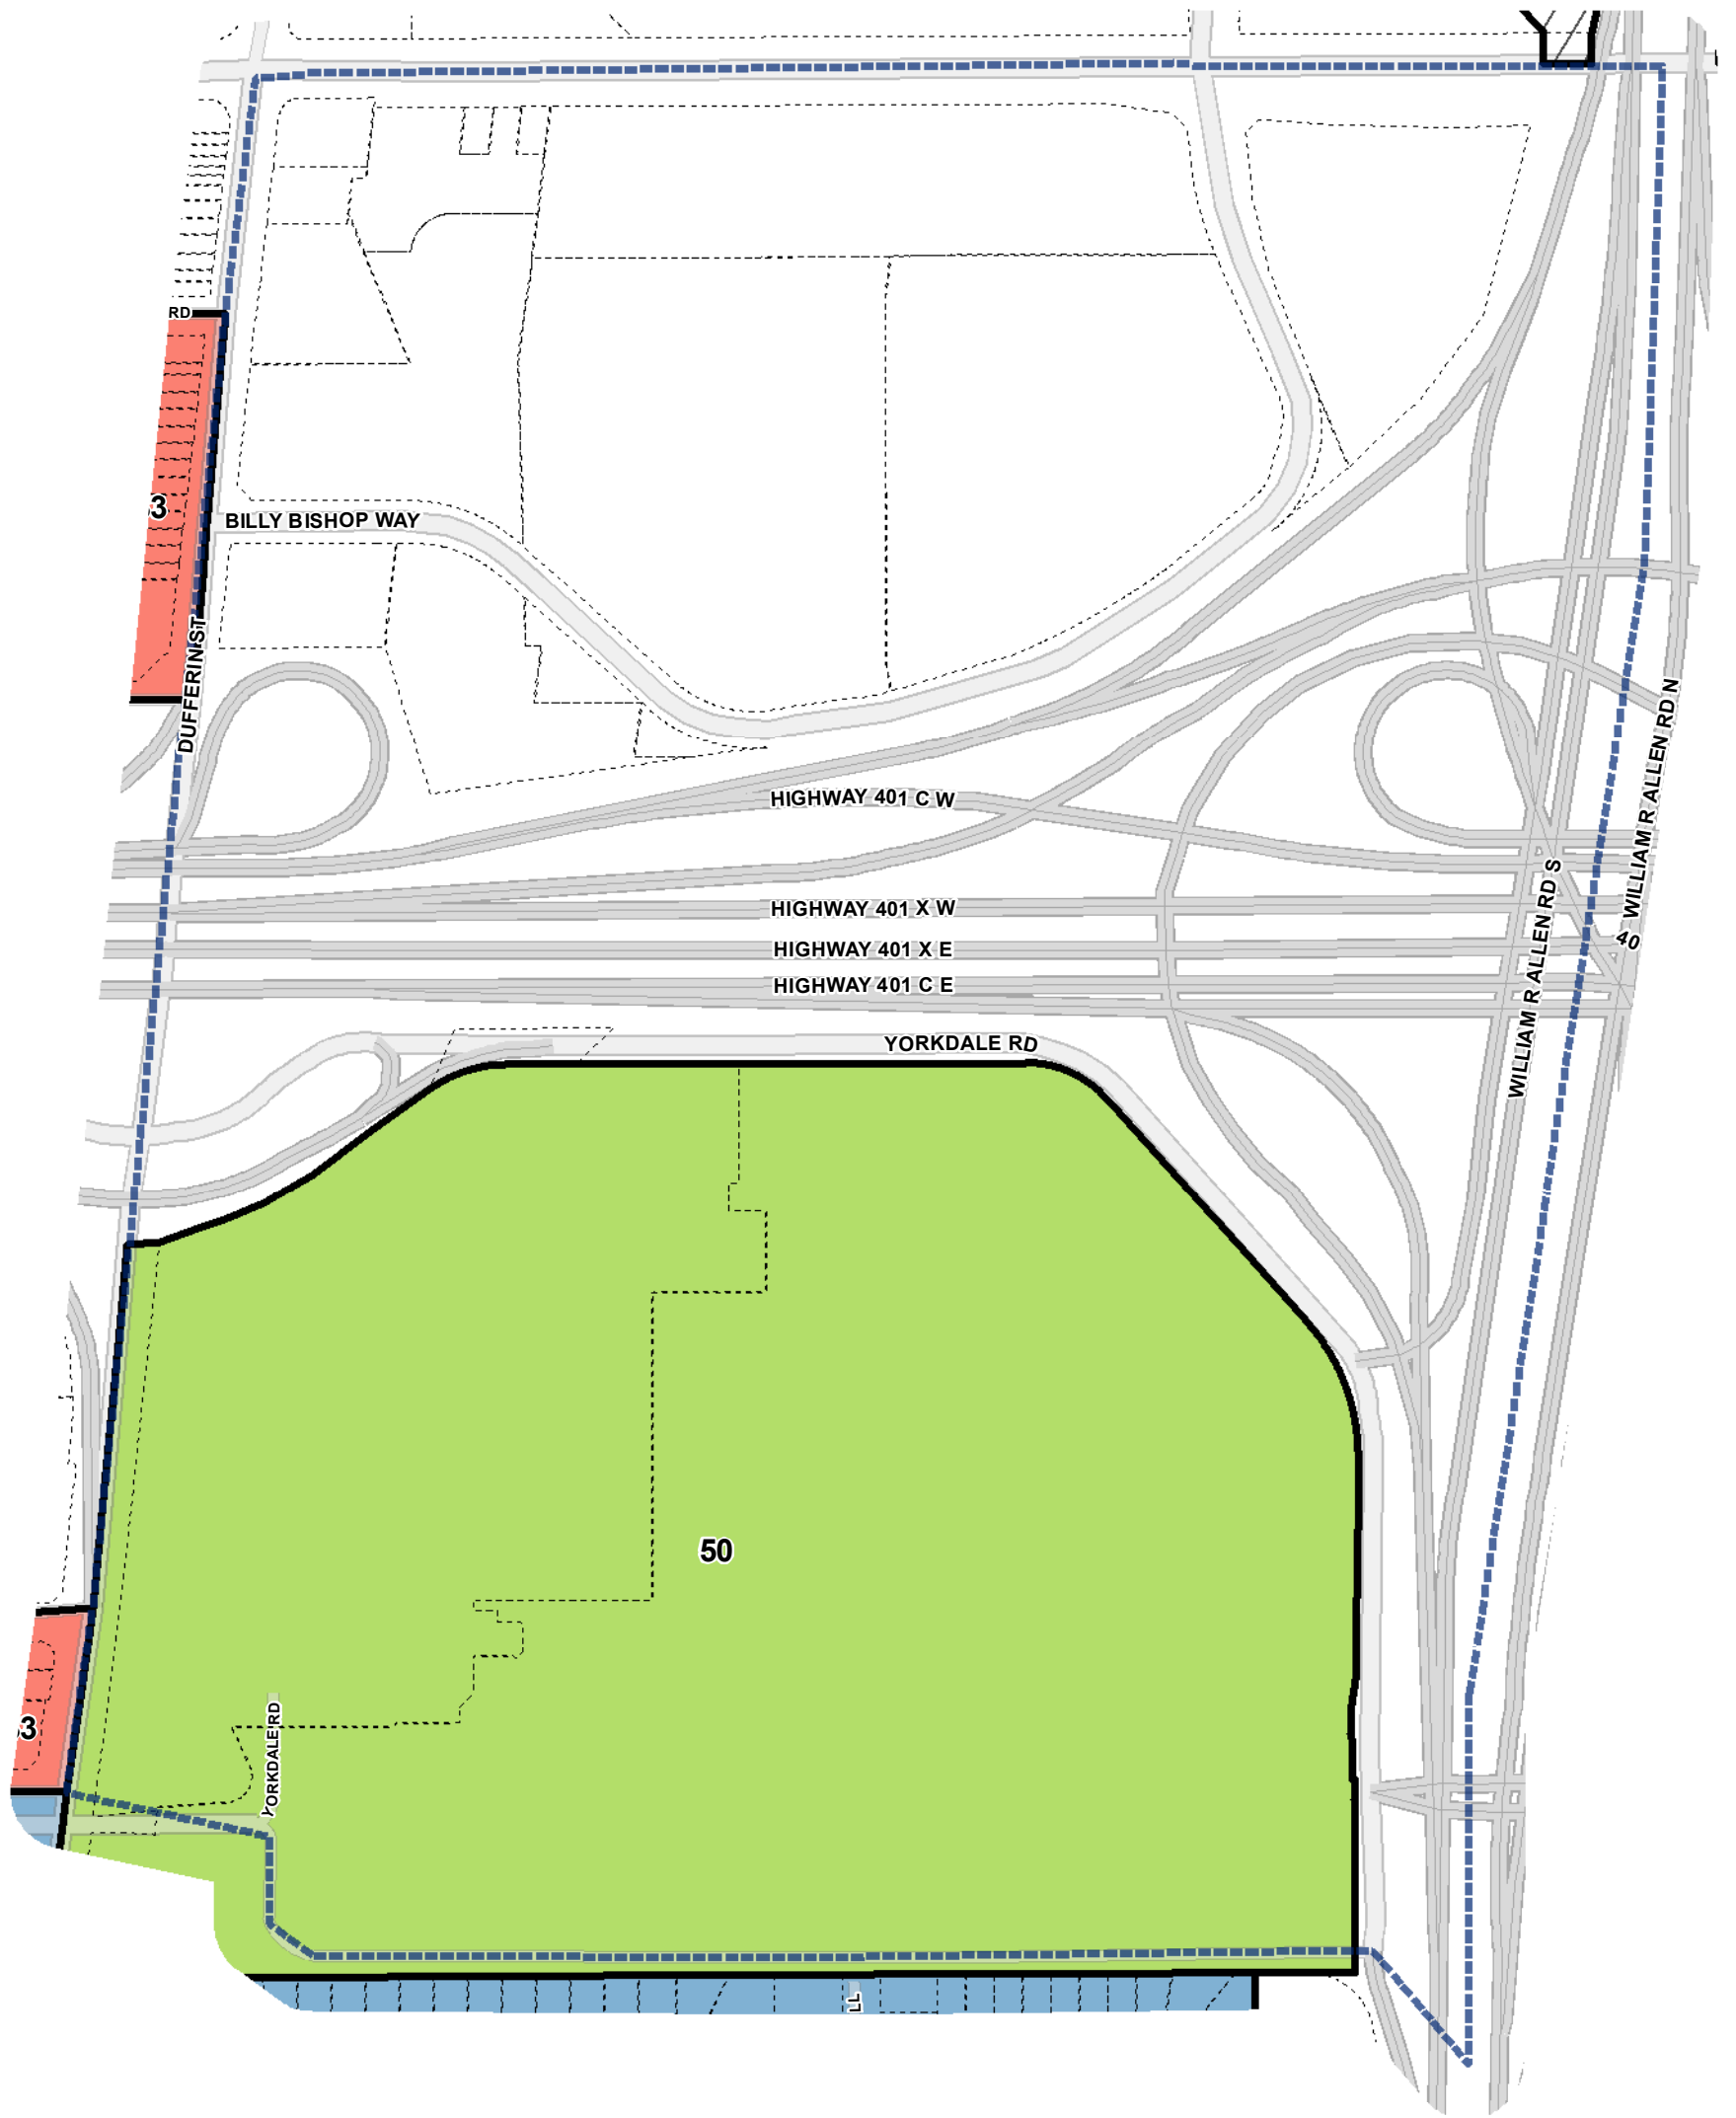 RD
3
BILLY BISHOP WAY
DUFFERIN ST
WILLIAM R ALLEN RD N
HIGHWAY 401 C W
HIGHWAY 401 X W
WILLIAM R ALLEN RD S
40
HIGHWAY 401 X E
HIGHWAY 401 C E
YORKDALE RD
50
3
YORKDALE RD
LL